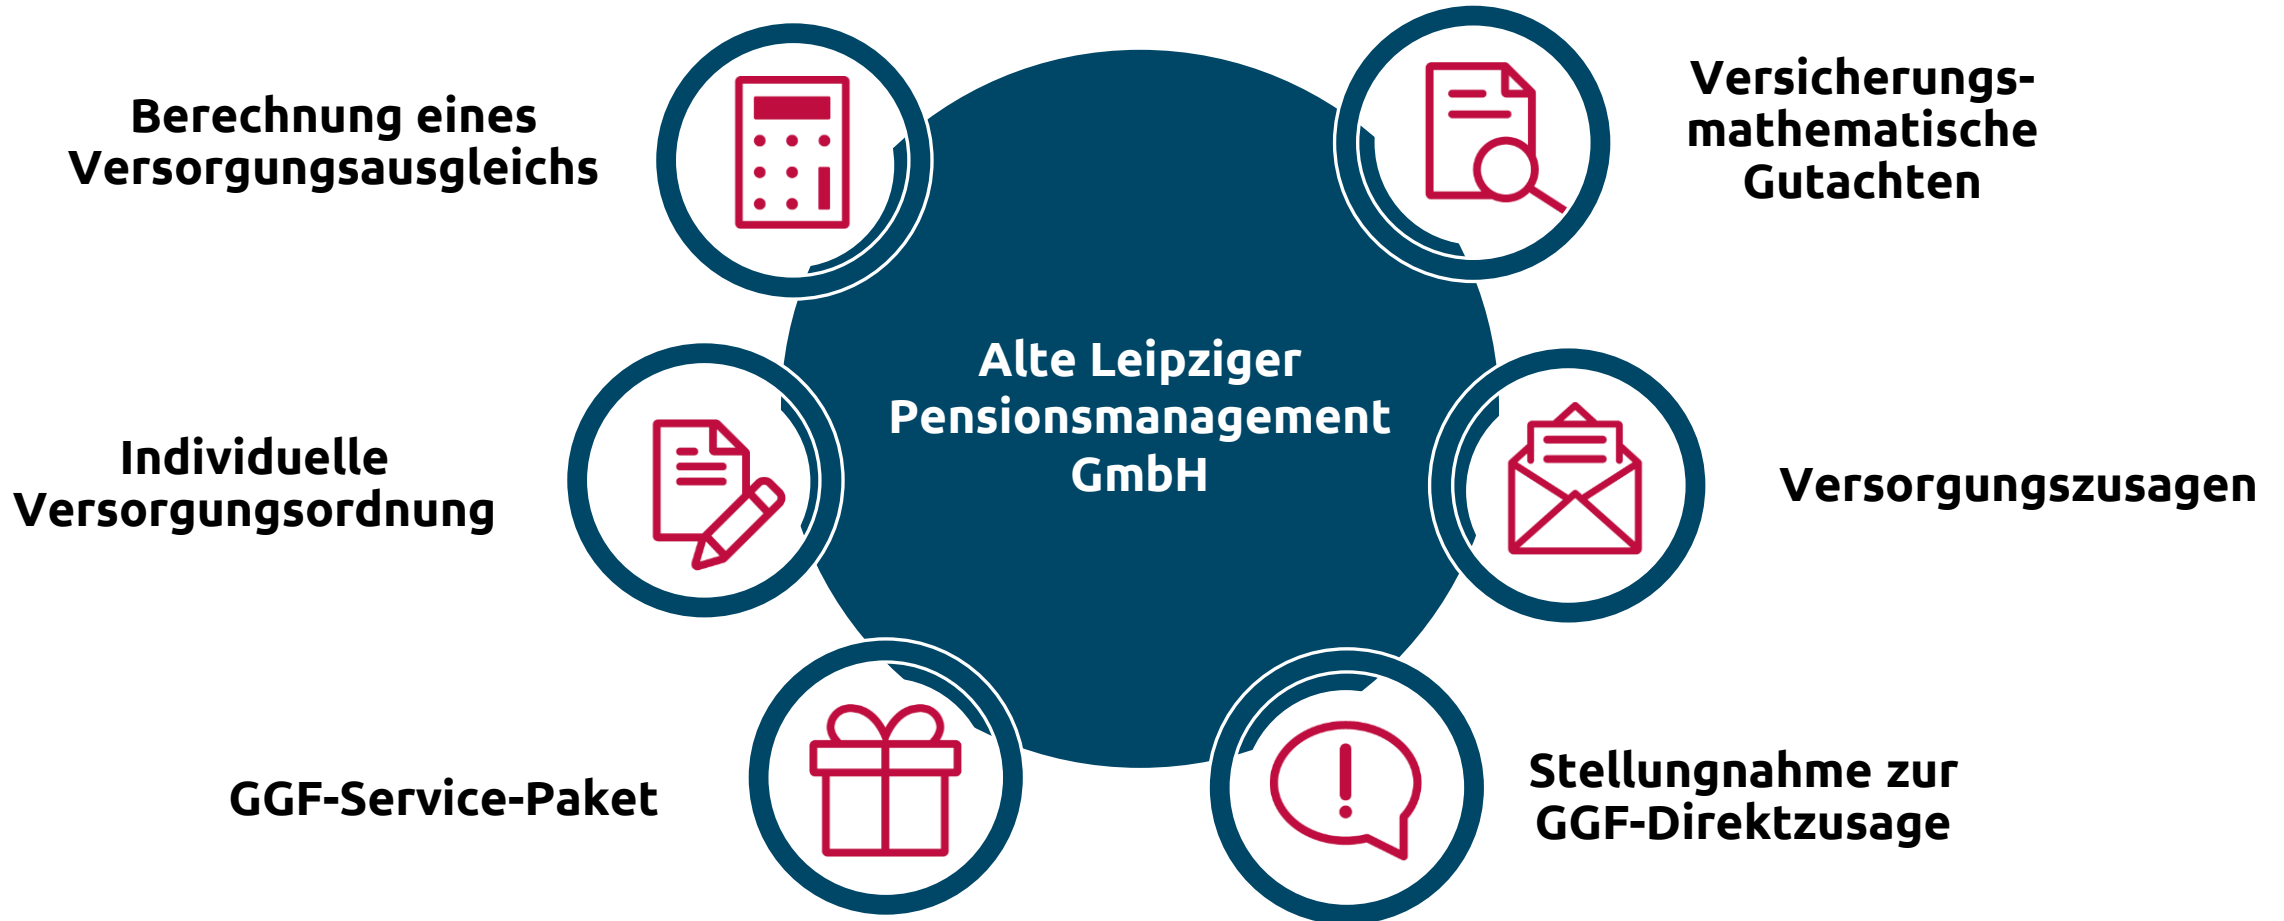 Berechnung eines
Versorgungsausgleichs
Versicherungs-
mathematische
Gutachten
Alte Leipziger
Pensionsmanagement
GmbH
Individuelle
Versorgungsordnung
Versorgungszusagen
GGF-Service-Paket
Stellungnahme zur
GGF-Direktzusage